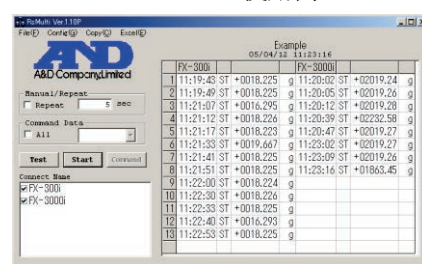 RsMulti Ver.1.10P
File(F) Config(G) Copy(C) Excel(E)
AND
A&D Company,Limited
Manual/Repeat
Repeat 5 sec
Command Data
All
Test Start Command
Connect Name
FX-300i
FX-3000i
Example
05/04/12 11:23:16
FX-300i FX-3000i
1 11:19:43 ST +0018.225 g 11:20:02 ST +02019.24 g
2 11:19:49 ST +0018.225 g 11:20:05 ST +02019.26 g
3 11:21:07 ST +0016.295 g 11:20:12 ST +02019.28 g
4 11:21:12 ST +0018.226 g 11:20:39 ST +02232.58 g
5 11:21:17 ST +0018.223 g 11:20:47 ST +02019.27 g
6 11:21:33 ST +0019.667 g 11:23:02 ST +02019.27 g
7 11:21:41 ST +0018.225 g 11:23:09 ST +02019.26 g
8 11:21:51 ST +0018.225 g 11:23:16 ST +01863.45 g
9 11:22:00 ST +0018.224 g
10 11:22:30 ST +0018.226 g
11 11:22:33 ST +0018.225 g
12 11:22:40 ST +0016.293 g
13 11:22:53 ST +0018.225 g